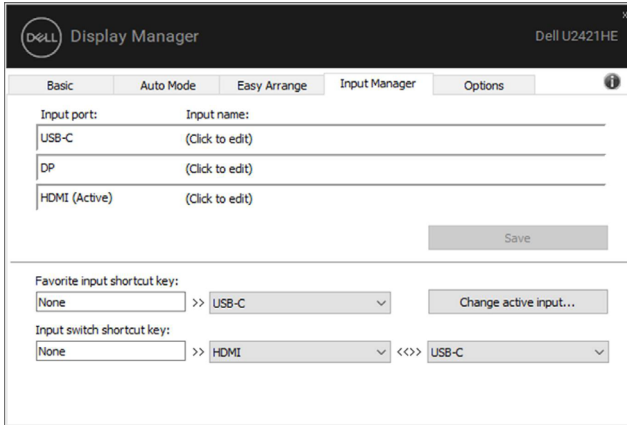 DELL Display Manager Dell U2421HE
Basic Auto Mode Easy Arrange Input Manager Options
Input port: Input name:
USB-C (Click to edit)
DP (Click to edit)
HDMI (Active) (Click to edit)
Save
Favorite input shortcut key:
None >> USB-C Change active input...
Input switch shortcut key:
None >> HDMI <<>> USB-C